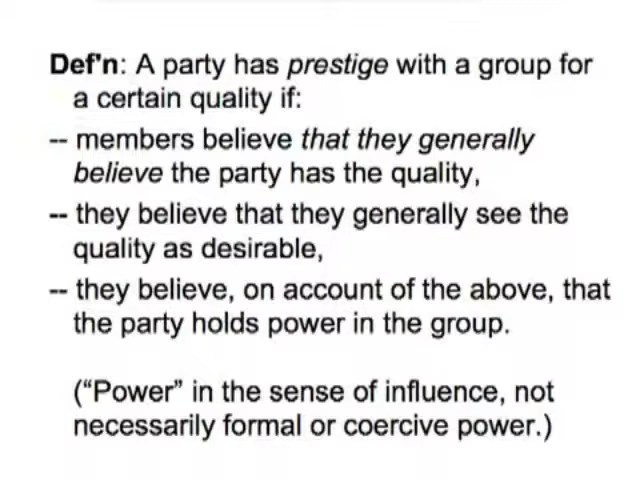 Def'n: A party has prestige with a group for
a certain quality if:
-- members believe that they generally
believe the party has the quality,
-- they believe that they generally see the
quality as desirable,
-- they believe, on account of the above, that
the party holds power in the group.
(“Power” in the sense of influence, not
necessarily formal or coercive power.)